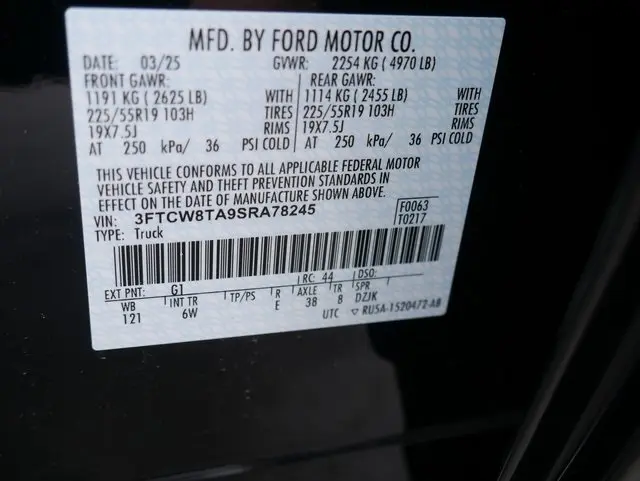 MFD. BY FORD MOTOR CO.
DATE: 03/25 GVWR: 2254 KG ( 4970 LB)
FRONT GAWR: REAR GAWR:
1191 KG ( 2625 LB) WITH 1114 KG ( 2455 LB) WITH
225/55R19 103H TIRES 225/55R19 103H TIRES
19X7.5J RIMS 19X7.5J RIMS
AT 250 kPa/ 36 PSI COLD AT 250 kPa/ 36 PSI COLD
THIS VEHICLE CONFORMS TO ALL APPLICABLE FEDERAL MOTOR
VEHICLE SAFETY AND THEFT PREVENTION STANDARDS IN
EFFECT ON THE DATE OF MANUFACTURE SHOWN ABOVE.
VIN: 3FTCW8TA9SRA78245 F0063
TYPE: Truck T0217
EXT PNT: G1 RC: 44 DSO:
WB INT TR TP/PS R AXLE TR SPR
121 6W E 38 8 DZJK
UTC ▽ RU5A-1520472-AB